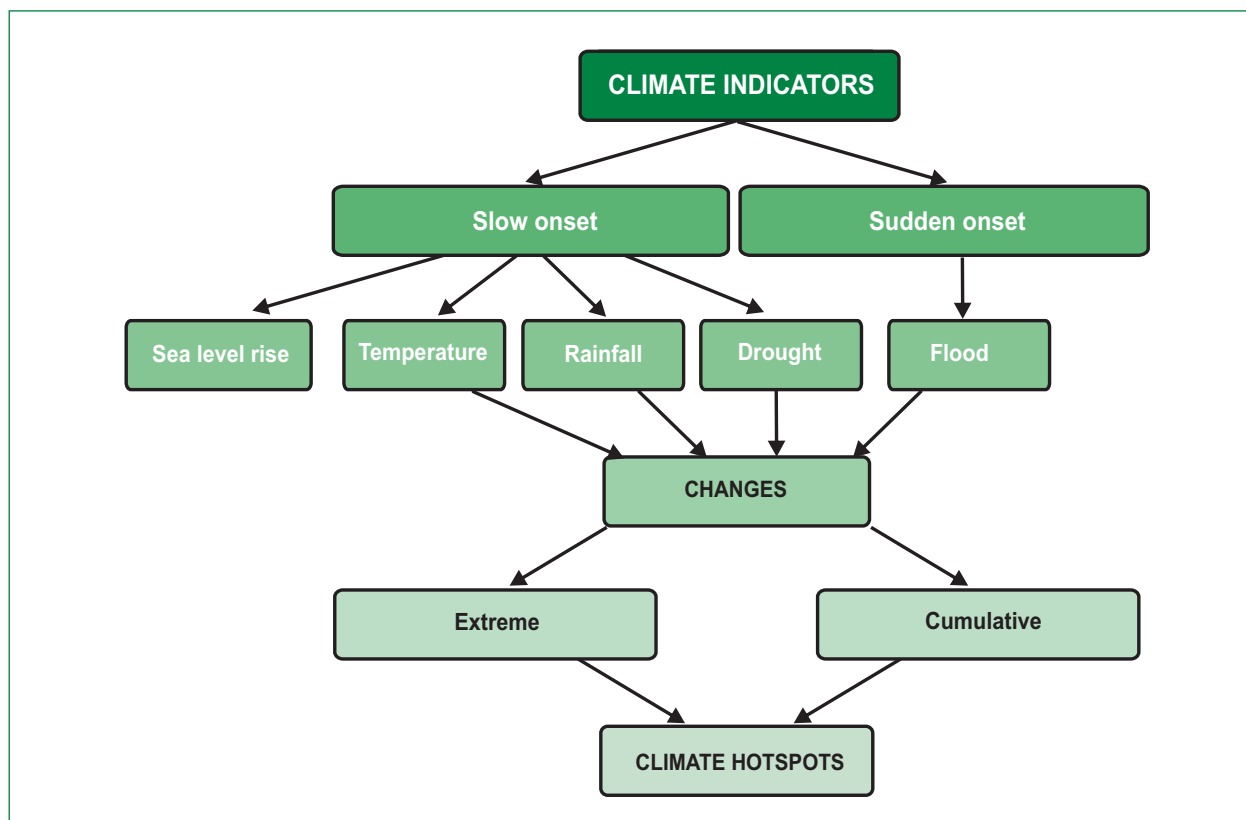 CLIMATE INDICATORS
Slow onset
Sudden onset
Sea level rise
Temperature
Rainfall
Drought
Flood
CHANGES
Extreme
Cumulative
CLIMATE HOTSPOTS